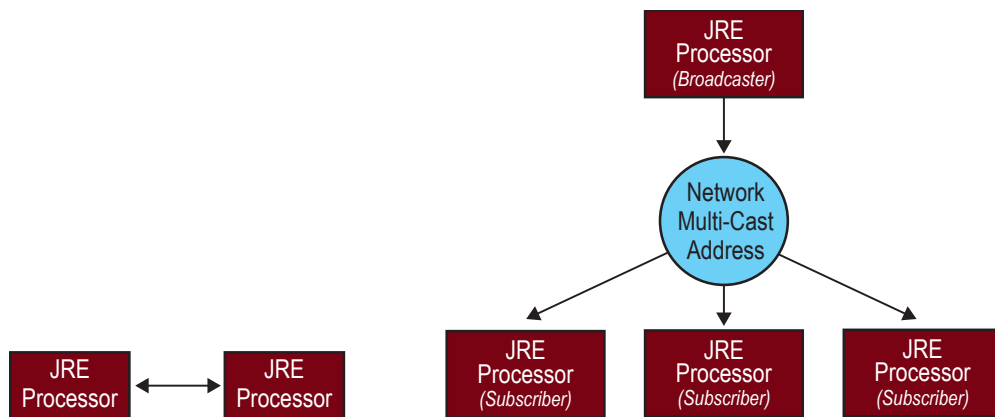 JRE
Processor
(Broadcaster)
Network
Multi-Cast
Address
JRE
Processor
JRE
Processor
JRE
Processor
(Subscriber)
JRE
Processor
(Subscriber)
JRE
Processor
(Subscriber)